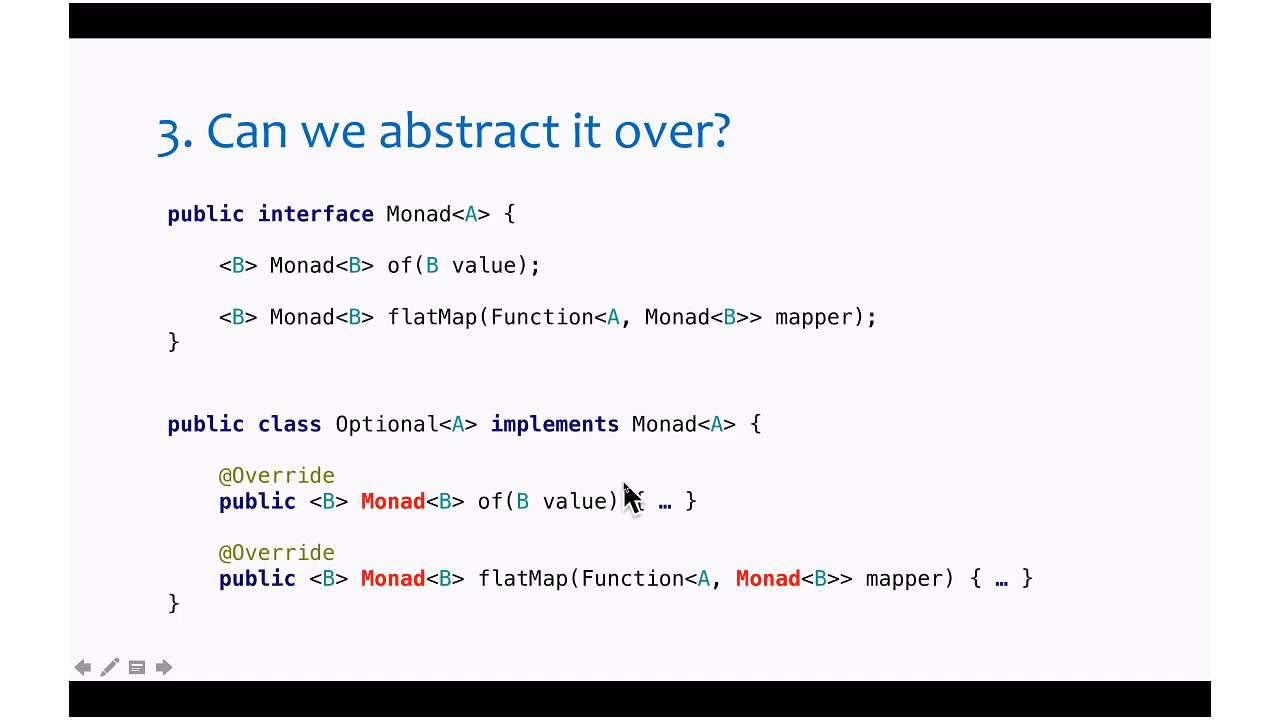 3. Can we abstract it over?
public interface Monad<A> {
<B> Monad<B> of(B value);
<B> Monad<B> flatMap(Function<A, Monad<B>> mapper);
}
public class Optional<A> implements Monad<A> {
@Override
public <B> Monad<B> of(B value) { … }
@Override
public <B> Monad<B> flatMap(Function<A, Monad<B>> mapper) { … }
}